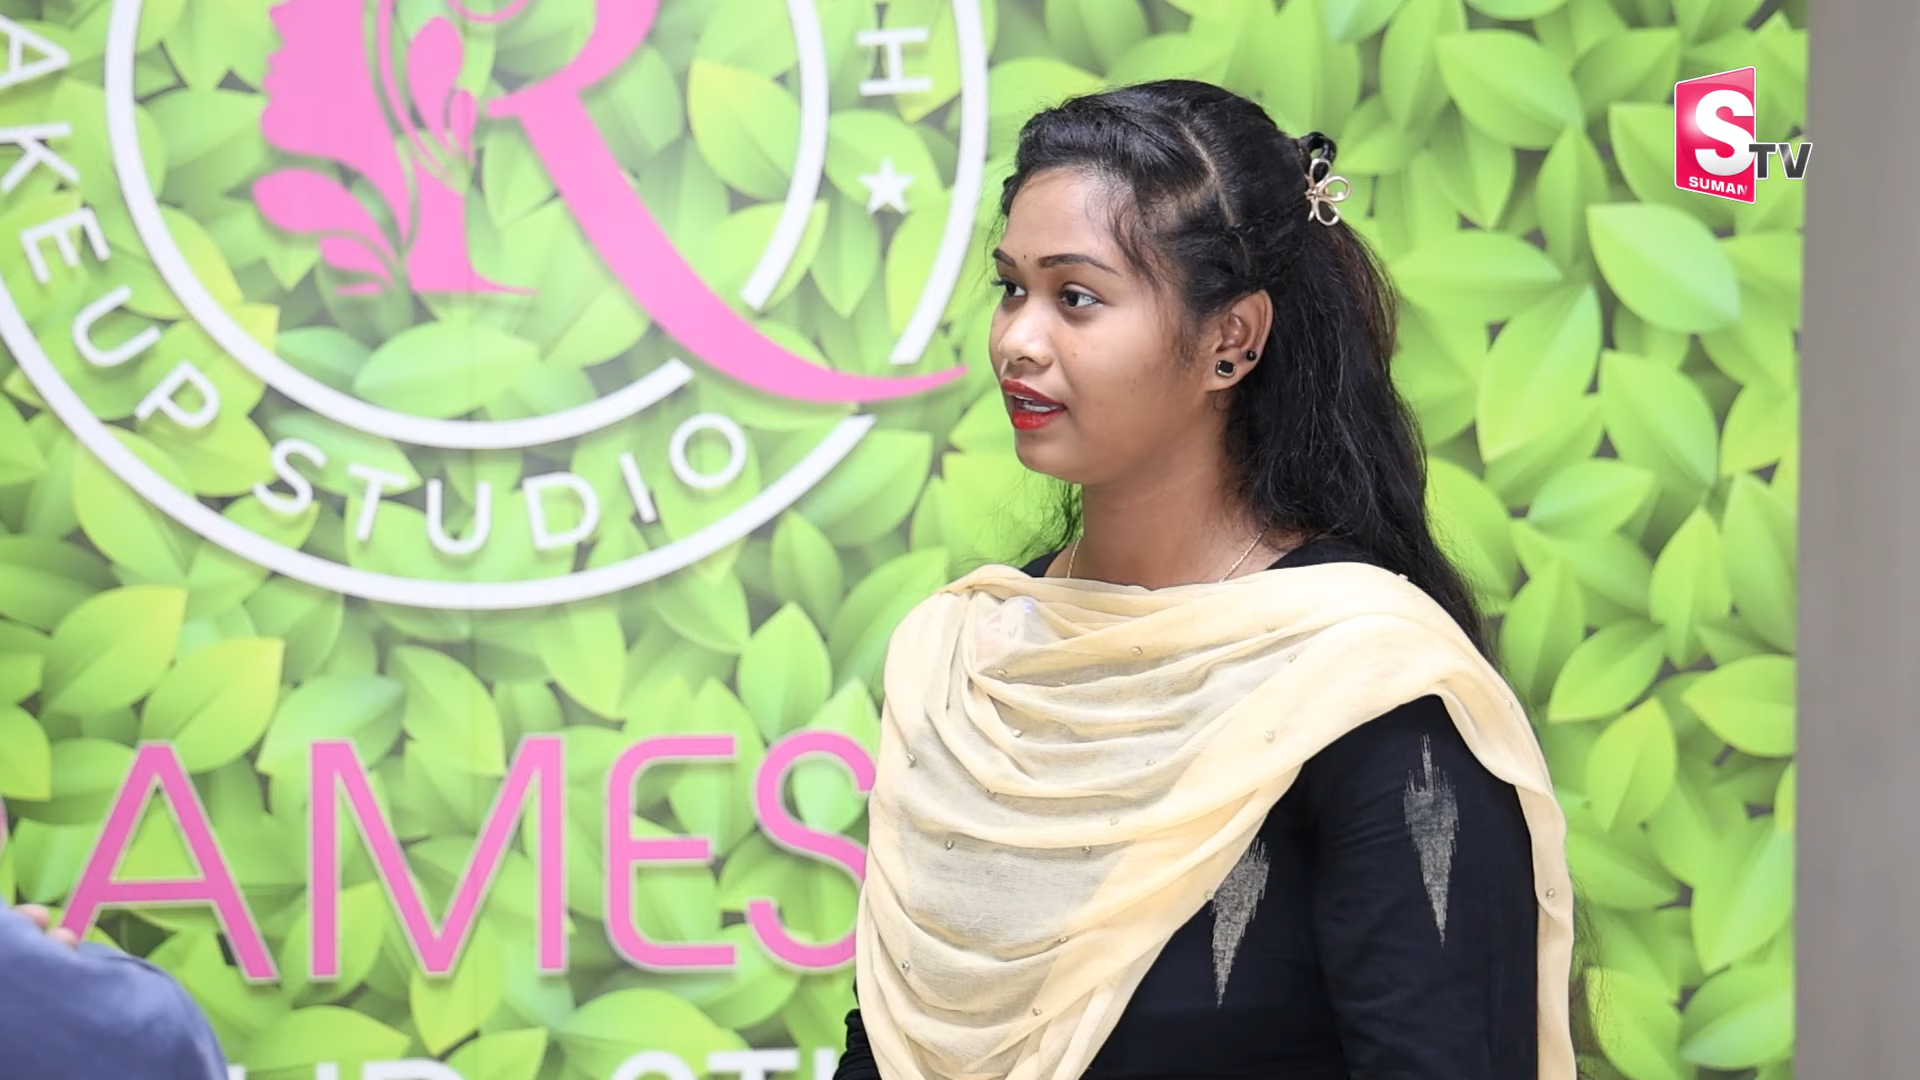 AKEUP STUDIO
H ★
R
AMES
S
SUMAN
TV